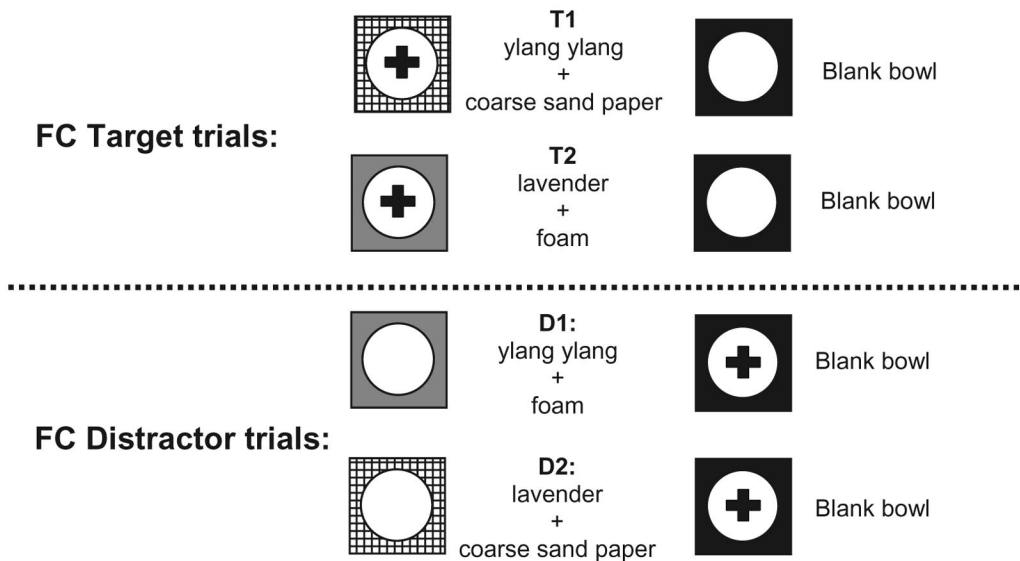 FC Target trials:
T1
ylang ylang
+
coarse sand paper
Blank bowl
T2
lavender
+
foam
Blank bowl
FC Distractor trials:
D1:
ylang ylang
+
foam
Blank bowl
D2:
lavender
+
coarse sand paper
Blank bowl